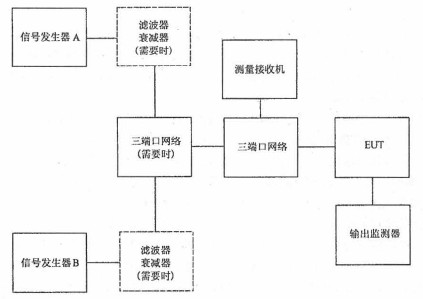 信号发生器 A
滤波器
衰减器
(需要时)
测量接收机
三端口网络
(需要时)
三端口网络
EUT
输出监测器
信号发生器 B
滤波器
衰减器
(需要时)